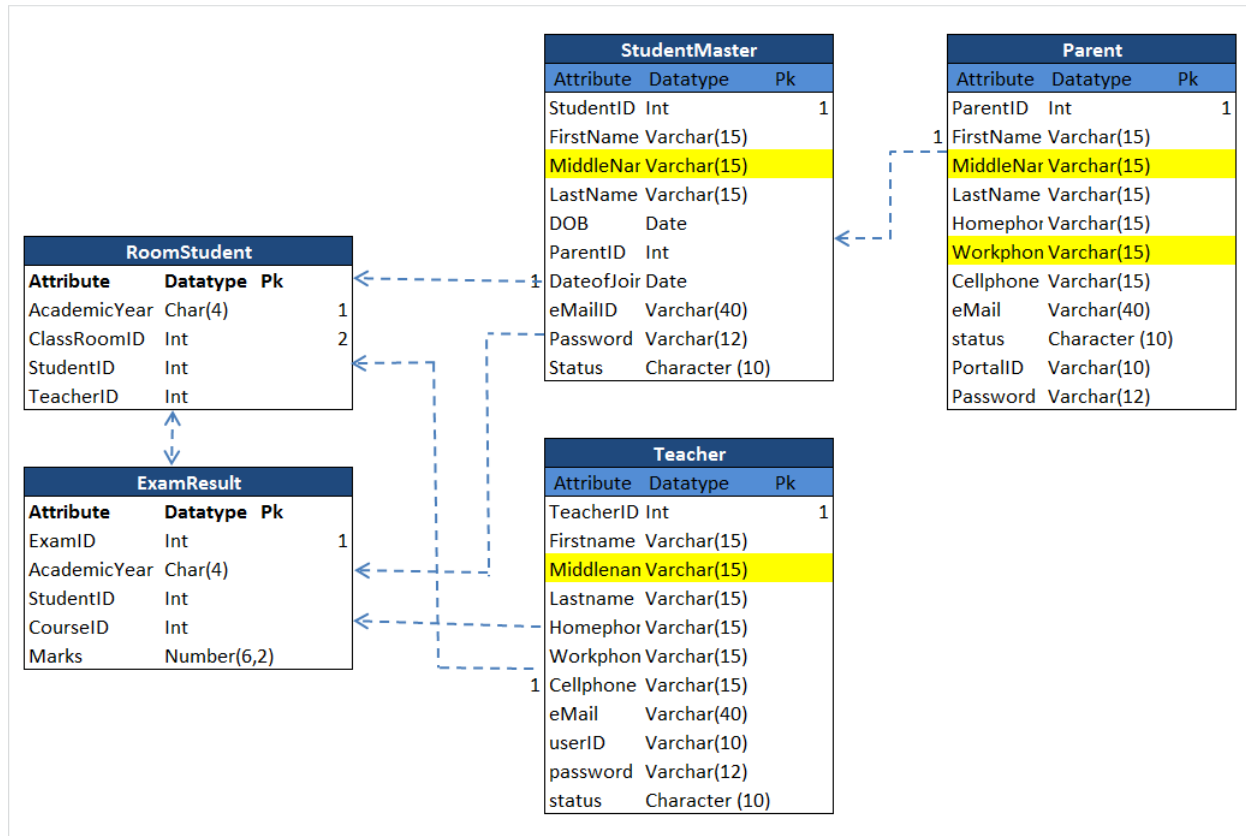 StudentMaster
Attribute Datatype Pk
StudentID Int 1
FirstName Varchar(15)
MiddleNar Varchar(15)
LastName Varchar(15)
DOB Date
ParentID Int
1 DateofJoir Date
eMailID Varchar(40)
Password Varchar(12)
Status Character (10)
Parent
Attribute Datatype Pk
ParentID Int 1
1 FirstName Varchar(15)
MiddleNar Varchar(15)
LastName Varchar(15)
Homephor Varchar(15)
Workphon Varchar(15)
Cellphone Varchar(15)
eMail Varchar(40)
status Character (10)
PortalID Varchar(10)
Password Varchar(12)
RoomStudent
Attribute Datatype Pk
AcademicYear Char(4) 1
ClassRoomID Int 2
StudentID Int
TeacherID Int
ExamResult
Attribute Datatype Pk
ExamID Int 1
AcademicYear Char(4)
StudentID Int
CourseID Int
Marks Number(6,2)
Teacher
Attribute Datatype Pk
TeacherID Int 1
Firstname Varchar(15)
Middlenan Varchar(15)
Lastname Varchar(15)
Homephor Varchar(15)
Workphon Varchar(15)
1 Cellphone Varchar(15)
eMail Varchar(40)
userID Varchar(10)
password Varchar(12)
status Character (10)